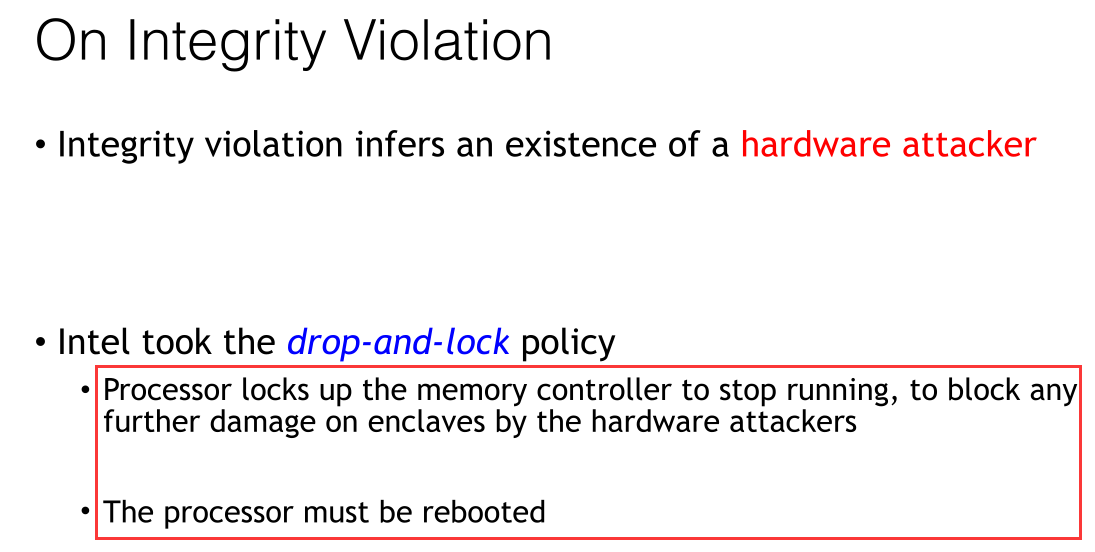 On Integrity Violation
• Integrity violation infers an existence of a hardware attacker
• Intel took the drop-and-lock policy
• Processor locks up the memory controller to stop running, to block any
further damage on enclaves by the hardware attackers
• The processor must be rebooted